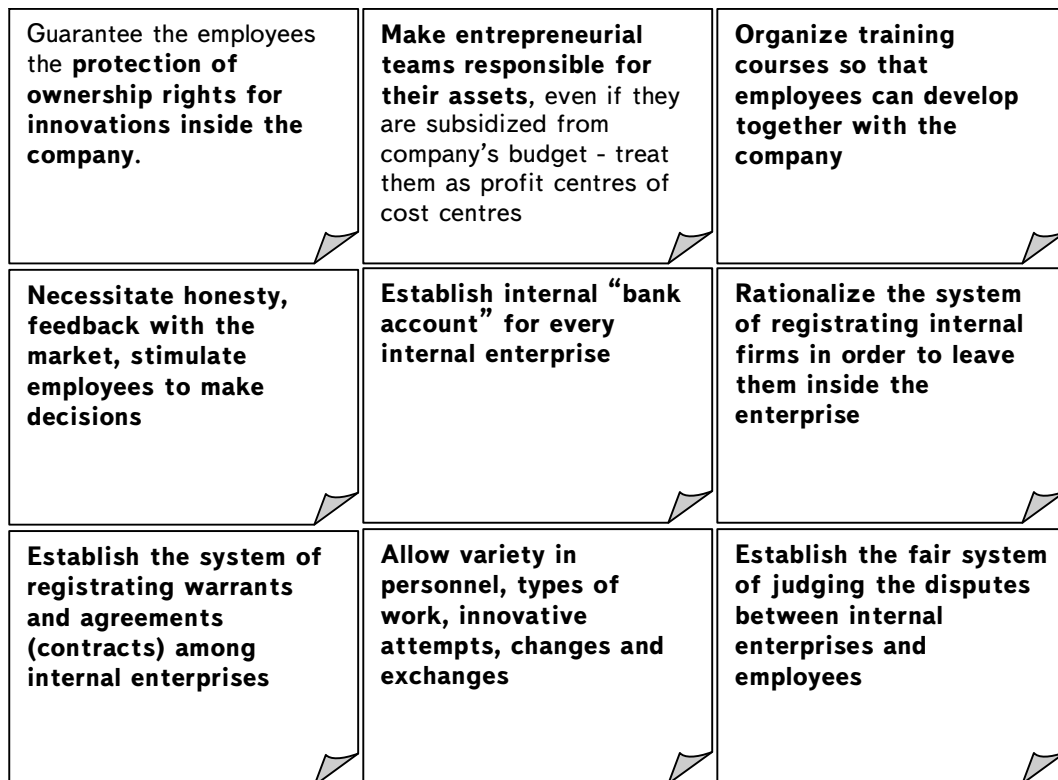 Guarantee the employees
the protection of
ownership rights for
innovations inside the
company.
Make entrepreneurial
teams responsible for
their assets, even if they
are subsidized from
company's budget - treat
them as profit centres of
cost centres
Organize training
courses so that
employees can develop
together with the
company
Necessitate honesty,
feedback with the
market, stimulate
employees to make
decisions
Establish internal “bank
account” for every
internal enterprise
Rationalize the system
of registrating internal
firms in order to leave
them inside the
enterprise
Establish the system of
registrating warrants
and agreements
(contracts) among
internal enterprises
Allow variety in
personnel, types of
work, innovative
attempts, changes and
exchanges
Establish the fair system
of judging the disputes
between internal
enterprises and
employees